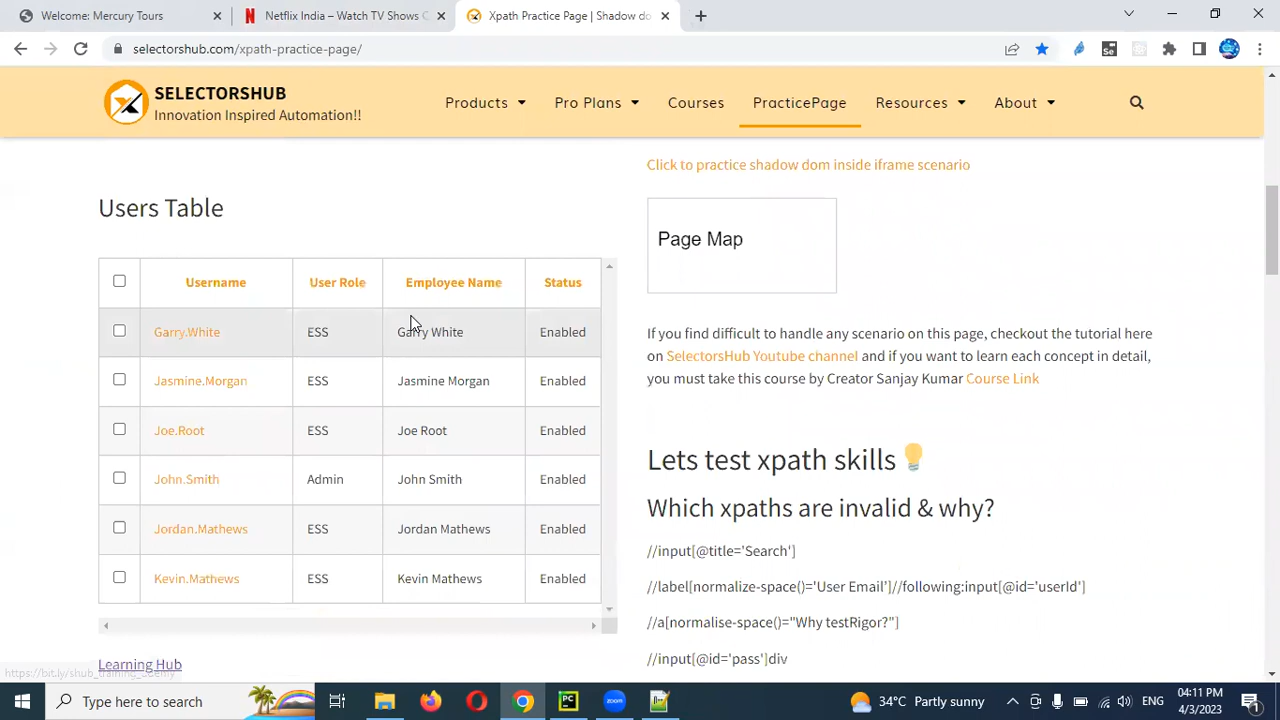 Welcome: Mercury Tours
Netflix India – Watch TV Shows O
Xpath Practice Page | Shadow do
selectorshub.com/xpath-practice-page/
SELECTORSHUB
Innovation Inspired Automation!!
Products
Pro Plans
Courses
PracticePage
Resources
About
Click to practice shadow dom inside iframe scenario
Users Table
Page Map
Username User Role Employee Name Status
Garry.White ESS Garry White Enabled
Jasmine.Morgan ESS Jasmine Morgan Enabled
Joe.Root ESS Joe Root Enabled
John.Smith Admin John Smith Enabled
Jordan.Mathews ESS Jordan Mathews Enabled
Kevin.Mathews ESS Kevin Mathews Enabled
If you find difficult to handle any scenario on this page, checkout the tutorial here
on SelectorsHub Youtube channel and if you want to learn each concept in detail,
you must take this course by Creator Sanjay Kumar Course Link
Lets test xpath skills
Which xpaths are invalid & why?
//input[@title='Search']
//label[normalize-space()='User Email']//following:input[@id='userId']
//a[normalise-space()="Why testRigor?"]
//input[@id='pass']div
Learning Hub
Type here to search
34°C Partly sunny
ENG
04:11 PM
4/3/2023